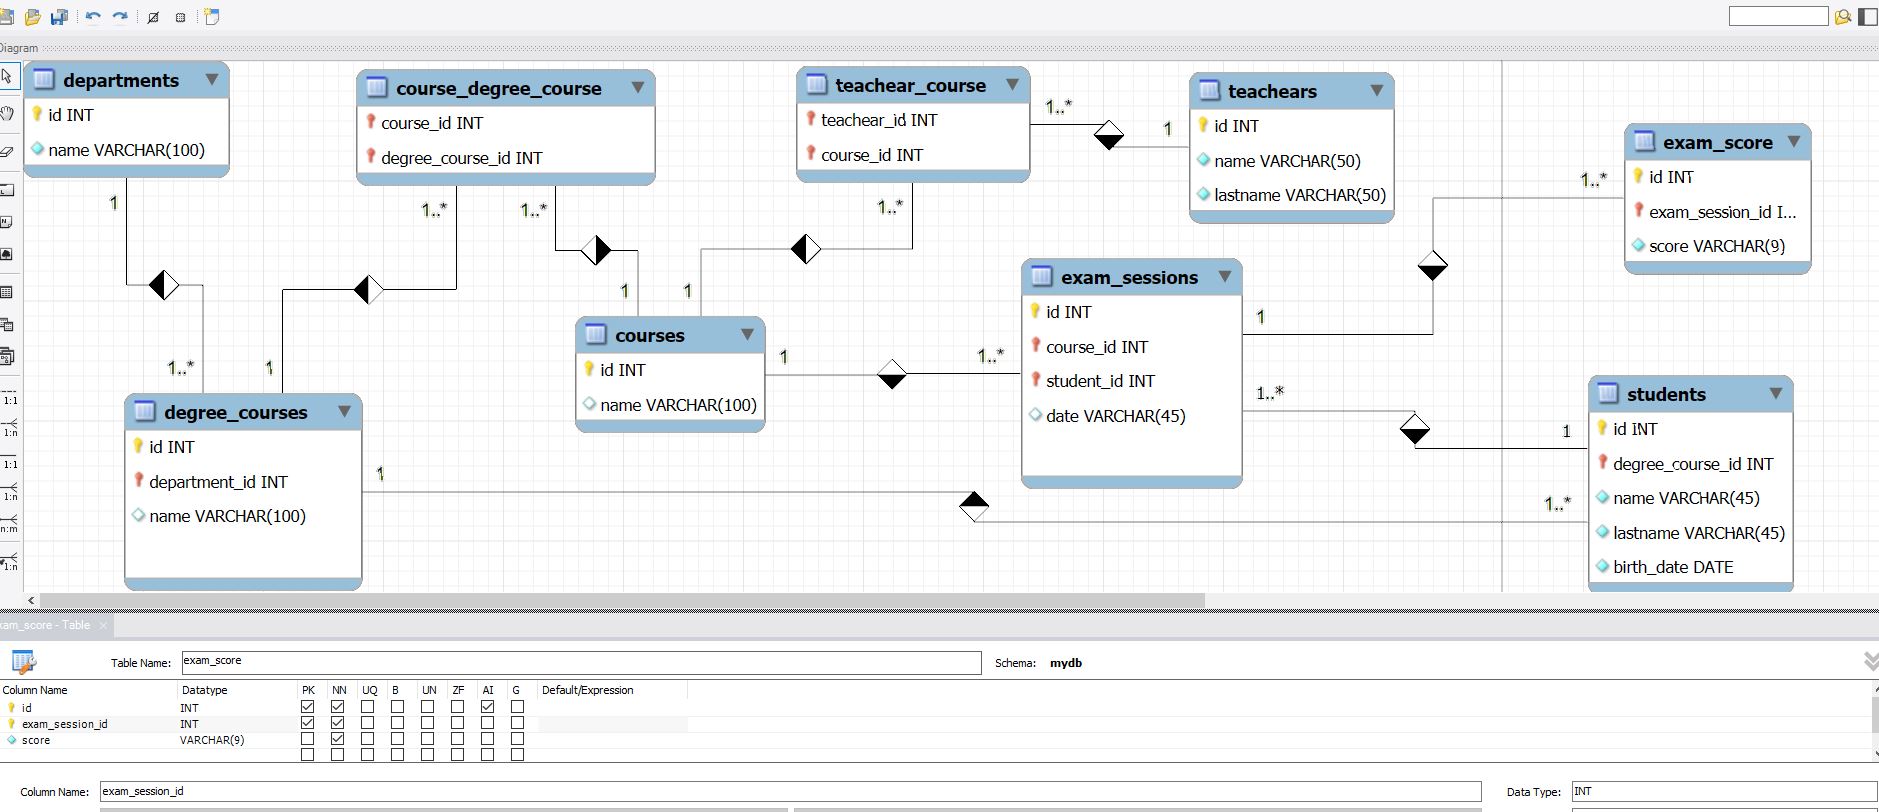 Diagram
departments
id INT
name VARCHAR(100)
1
1..*
course_degree_course
course_id INT
degree_course_id INT
1..*
1..*
1
1
teachear_course
teachear_id INT
course_id INT
1..*
1..*
1
1
teachears
id INT
name VARCHAR(50)
lastname VARCHAR(50)
exam_score
id INT
exam_session_id I...
score VARCHAR(9)
1..*
1
courses
id INT
name VARCHAR(100)
1
1..*
exam_sessions
id INT
course_id INT
student_id INT
date VARCHAR(45)
1..*
1
degree_courses
id INT
department_id INT
name VARCHAR(100)
1
1..*
students
id INT
degree_course_id INT
name VARCHAR(45)
lastname VARCHAR(45)
birth_date DATE
1:1
1:n
1:1
1:n
n:m
1:n
xam_score - Table ×
Table Name: exam_score Schema: mydb
Column Name Datatype PK NN UQ B UN ZF AI G Default/Expression
id INT
exam_session_id INT
score VARCHAR(9)
Column Name: exam_session_id Data Type: INT